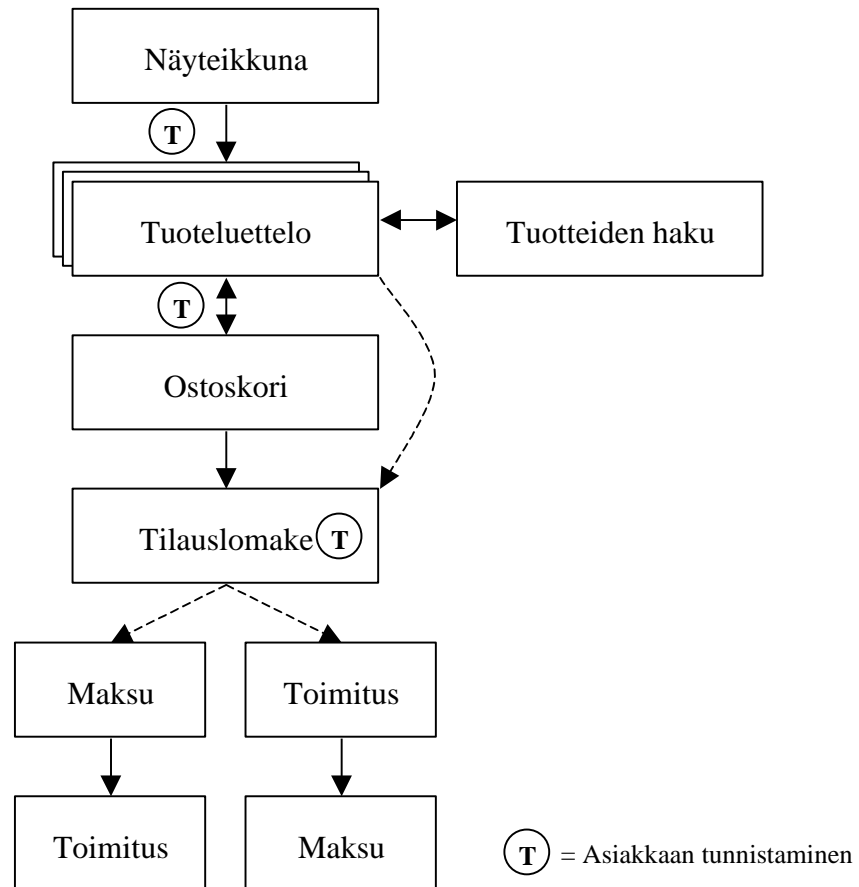 Näyteikkuna
T
Tuoteluettelo
Tuotteiden haku
T
Ostoskori
Tilauslomake T
Maksu
Toimitus
Toimitus
Maksu
T = Asiakkaan tunnistaminen